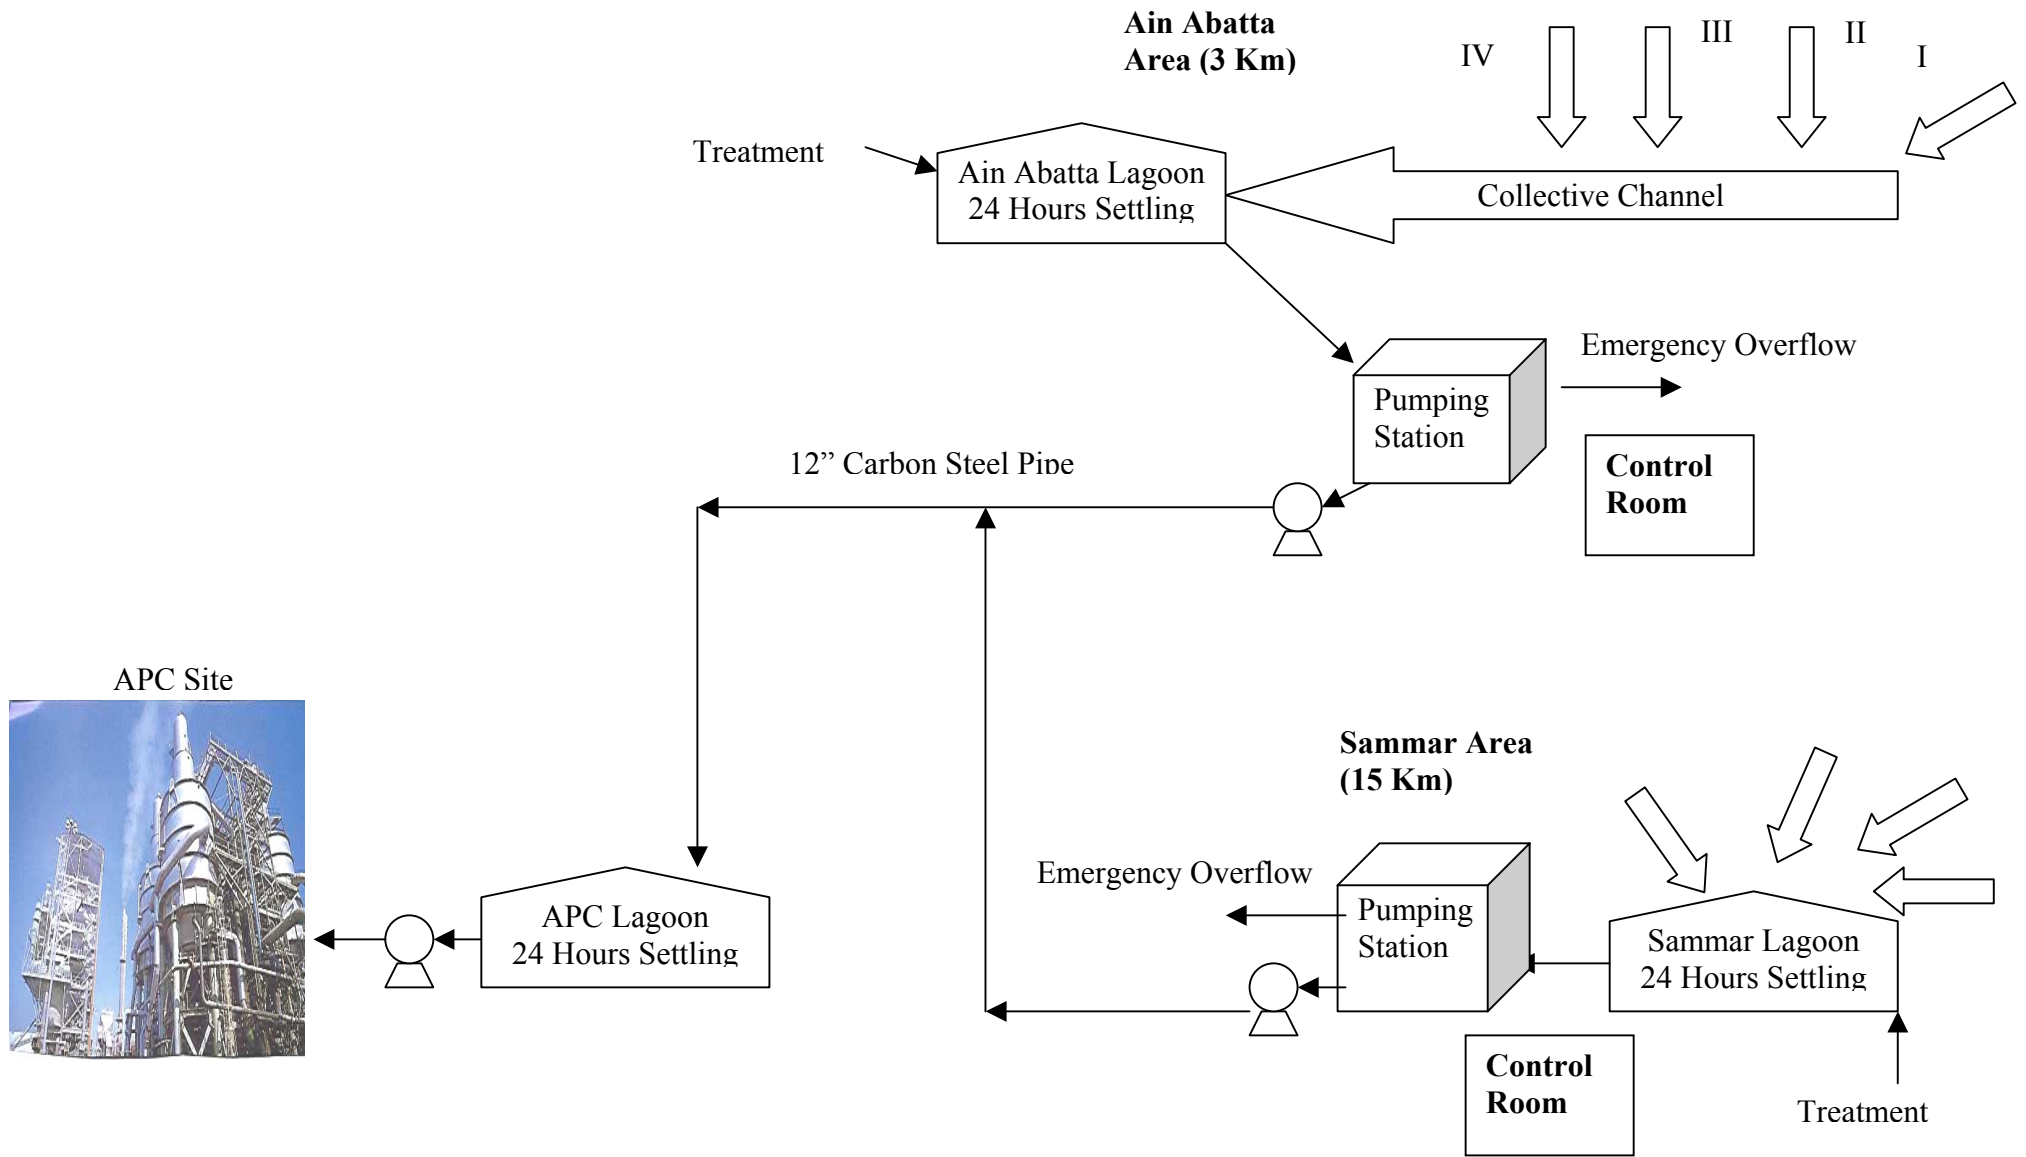 Ain Abatta
Area (3 Km)
IV
III
II
I
Treatment
Ain Abatta Lagoon
24 Hours Settling
Collective Channel
Emergency Overflow
Pumping
Station
Control
Room
12” Carbon Steel Pipe
APC Site
Sammar Area
(15 Km)
Emergency Overflow
Pumping
Station
APC Lagoon
24 Hours Settling
Sammar Lagoon
24 Hours Settling
Control
Room
Treatment